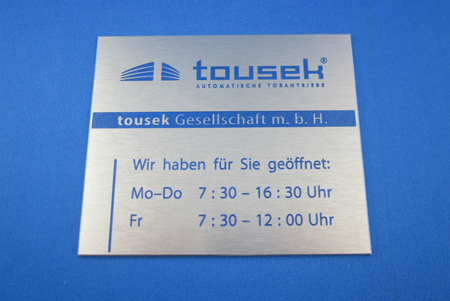 tousek®
AUTOMATISCHE TORANTRIEBE
tousek Gesellschaft m. b. H.
Wir haben für Sie geöffnet:
Mo–Do 7 : 30 – 16 : 30 Uhr
Fr 7 : 30 – 12 : 00 Uhr